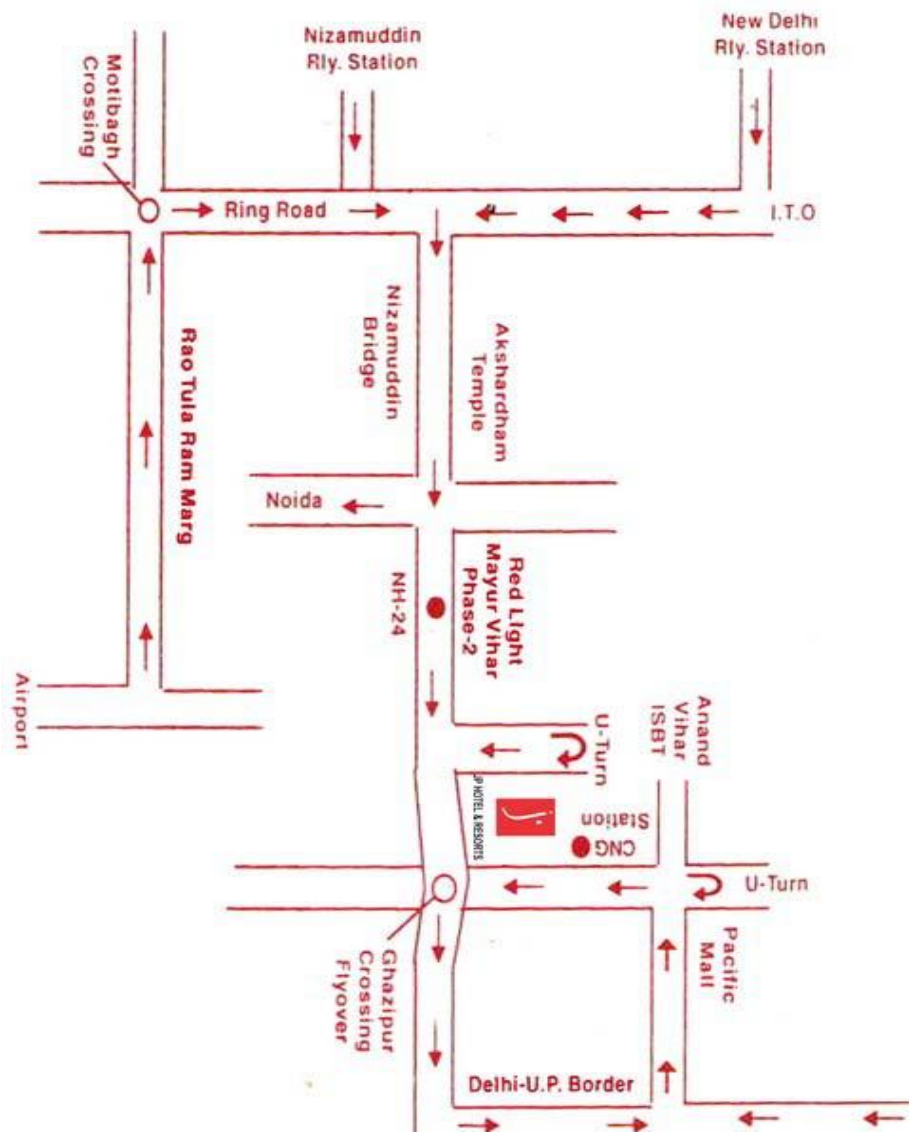 Nizamuddin
Rly. Station
New Delhi
Rly. Station
Motibagh
Crossing
Ring Road
I.T.O
Nizamuddin
Bridge
Akshardham
Temple
Rao Tula Ram Marg
Noida
Red Light
Mayur Vihar
Phase-2
NH-24
Airport
Anand
Vihar
ISBT
U-Turn
JP HOTEL & RESORTS
j
CNG
Station
U-Turn
Pacific
Mall
Ghazipur
Crossing
Flyover
Delhi-U.P. Border